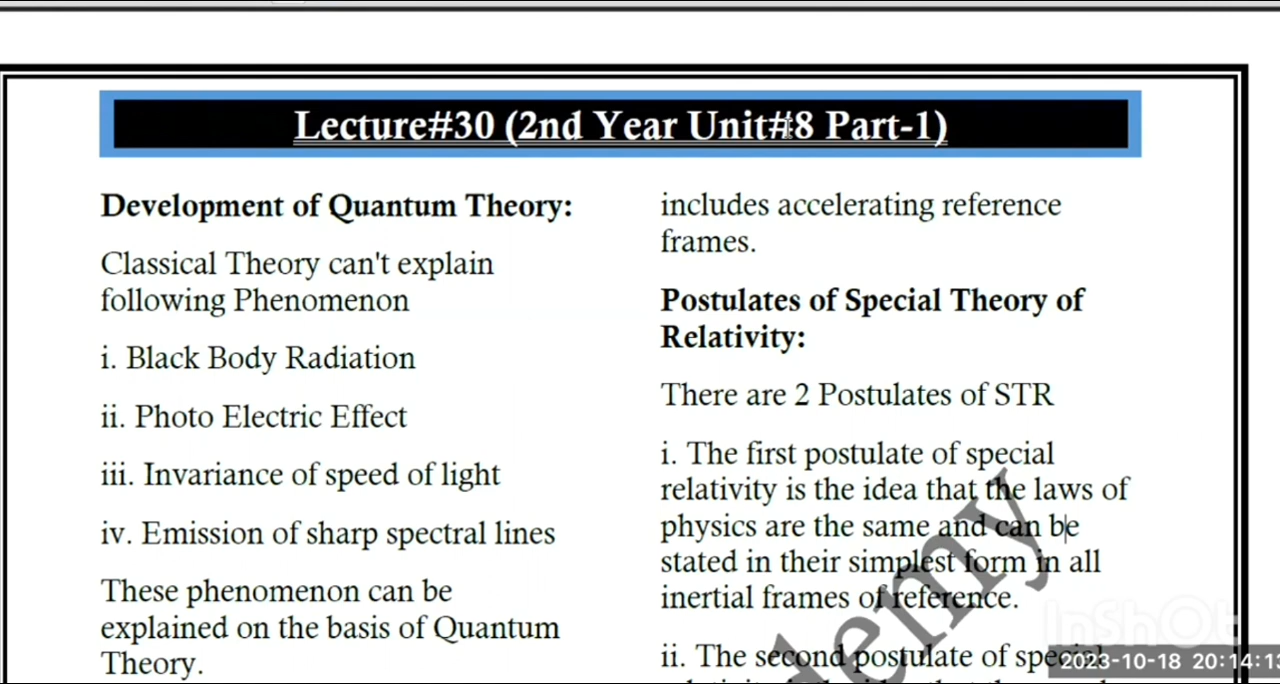 Lecture#30 (2nd Year Unit#8 Part-1)
Development of Quantum Theory:
Classical Theory can't explain
following Phenomenon
i. Black Body Radiation
ii. Photo Electric Effect
iii. Invariance of speed of light
iv. Emission of sharp spectral lines
These phenomenon can be
explained on the basis of Quantum
Theory.
includes accelerating reference
frames.
Postulates of Special Theory of
Relativity:
There are 2 Postulates of STR
i. The first postulate of special
relativity is the idea that the laws of
physics are the same and can be
stated in their simplest form in all
inertial frames of reference.
ii. The second postulate of special
demy
InShOt
2023-10-18 20:14:13